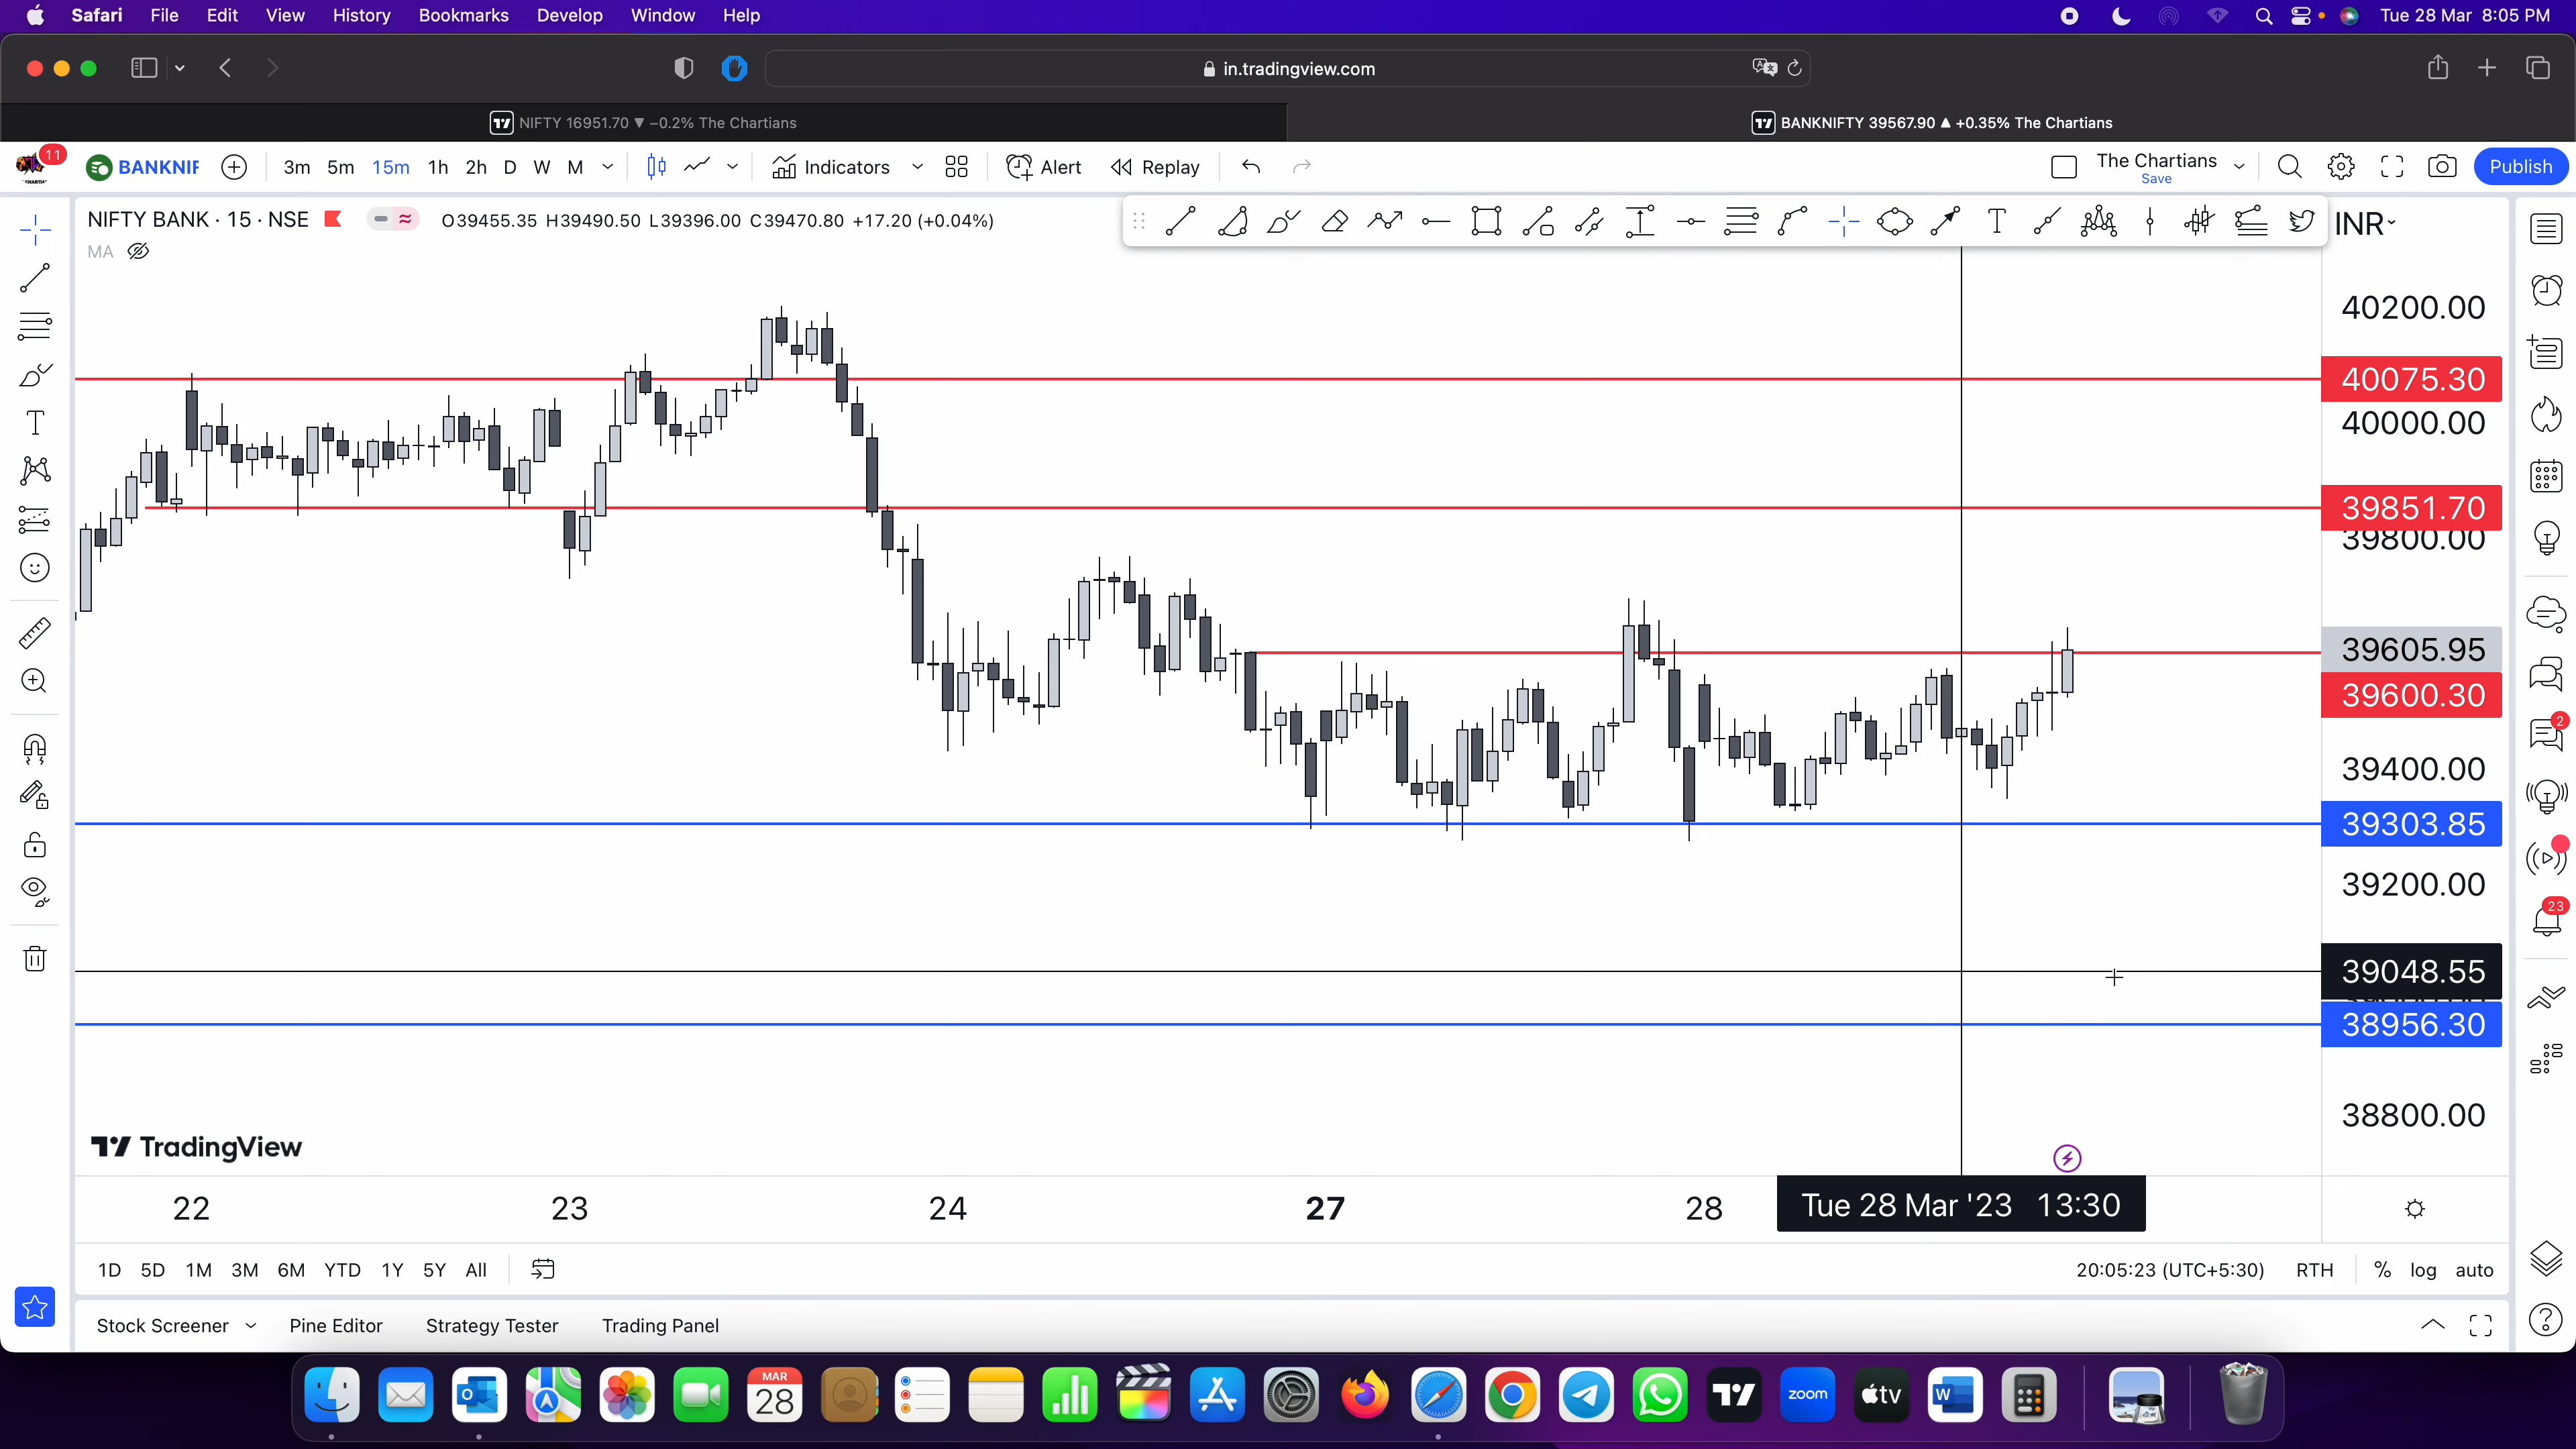 Safari File Edit View History Bookmarks Develop Window Help Tue 28 Mar 8:05 PM
in.tradingview.com
NIFTY 16951.70 ▼ −0.2% The Chartians
BANKNIFTY 39567.90 ▲ +0.35% The Chartians
11
BANKNIF 3m 5m 15m 1h 2h D W M Indicators Alert Replay The Chartians Publish
Save
NIFTY BANK · 15 · NSE O39455.35 H39490.50 L39396.00 C39470.80 +17.20 (+0.04%) INR
MA
40200.00
40075.30
40000.00
39851.70
39800.00
39605.95
39600.30
2
39400.00
39303.85
39200.00
23
39048.55
38956.30
38800.00
TradingView
22 23 24 27 28 Tue 28 Mar '23 13:30
1D 5D 1M 3M 6M YTD 1Y 5Y All 20:05:23 (UTC+5:30) RTH % log auto
Stock Screener Pine Editor Strategy Tester Trading Panel
MAR
28
zoom
tv
W